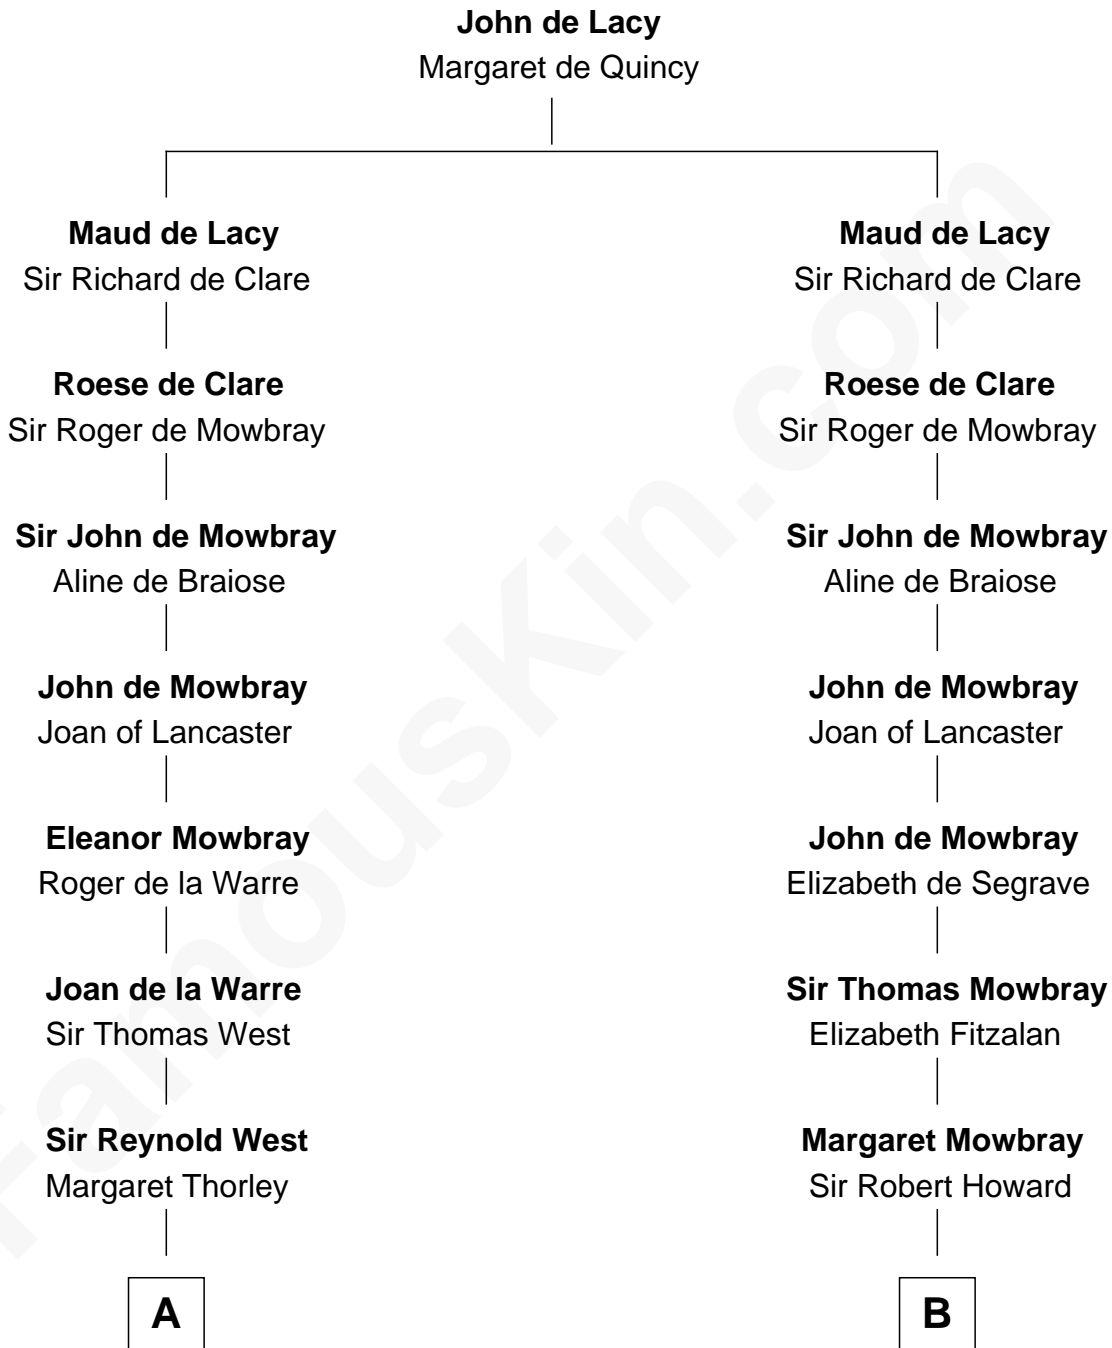 John de Lacy
Margaret de Quincy
Maud de Lacy
Sir Richard de Clare
Roese de Clare
Sir Roger de Mowbray
Sir John de Mowbray
Aline de Braiose
John de Mowbray
Joan of Lancaster
Eleanor Mowbray
Roger de la Warre
Joan de la Warre
Sir Thomas West
Sir Reynold West
Margaret Thorley
A
Maud de Lacy
Sir Richard de Clare
Roese de Clare
Sir Roger de Mowbray
Sir John de Mowbray
Aline de Braiose
John de Mowbray
Joan of Lancaster
John de Mowbray
Elizabeth de Segrave
Sir Thomas Mowbray
Elizabeth Fitzalan
Margaret Mowbray
Sir Robert Howard
B
FamousKin.com